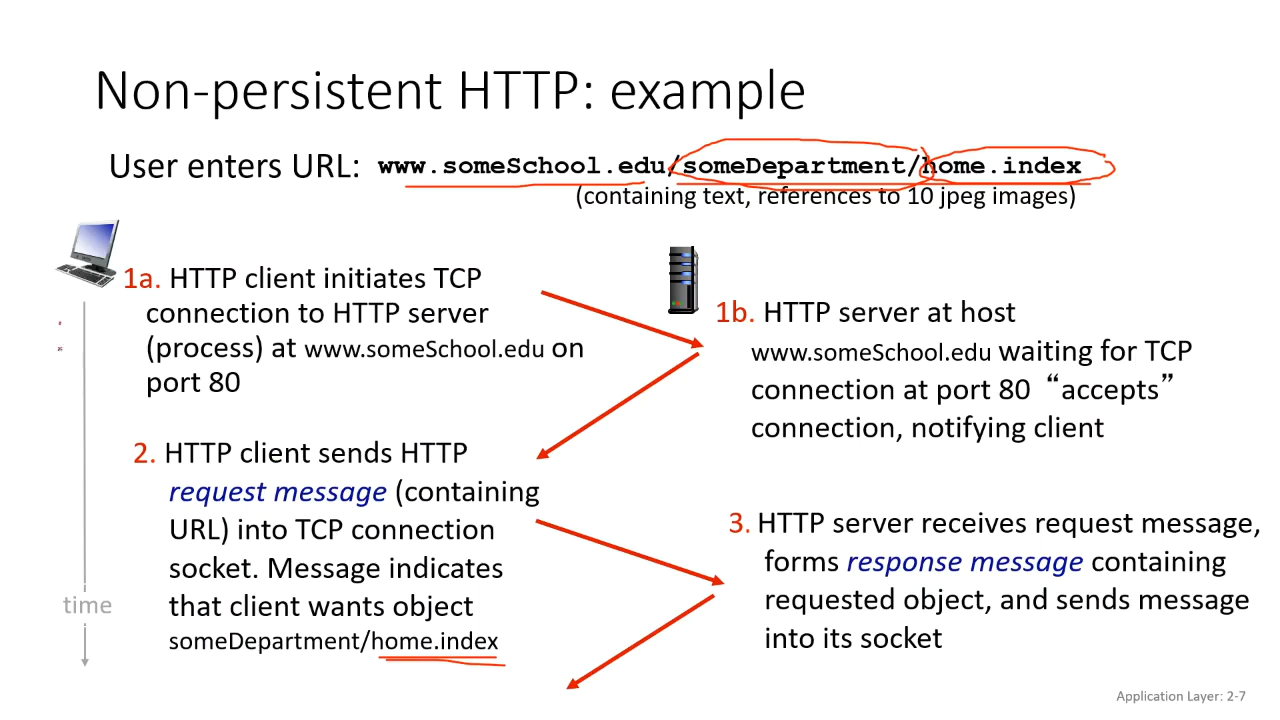 Non-persistent HTTP: example
User enters URL: www.someSchool.edu/someDepartment/home.index
(containing text, references to 10 jpeg images)
1a. HTTP client initiates TCP
connection to HTTP server
(process) at www.someSchool.edu on
port 80
1b. HTTP server at host
www.someSchool.edu waiting for TCP
connection at port 80 “accepts”
connection, notifying client
2. HTTP client sends HTTP
request message (containing
URL) into TCP connection
socket. Message indicates
that client wants object
someDepartment/home.index
3. HTTP server receives request message,
forms response message containing
requested object, and sends message
into its socket
time
Application Layer: 2-7